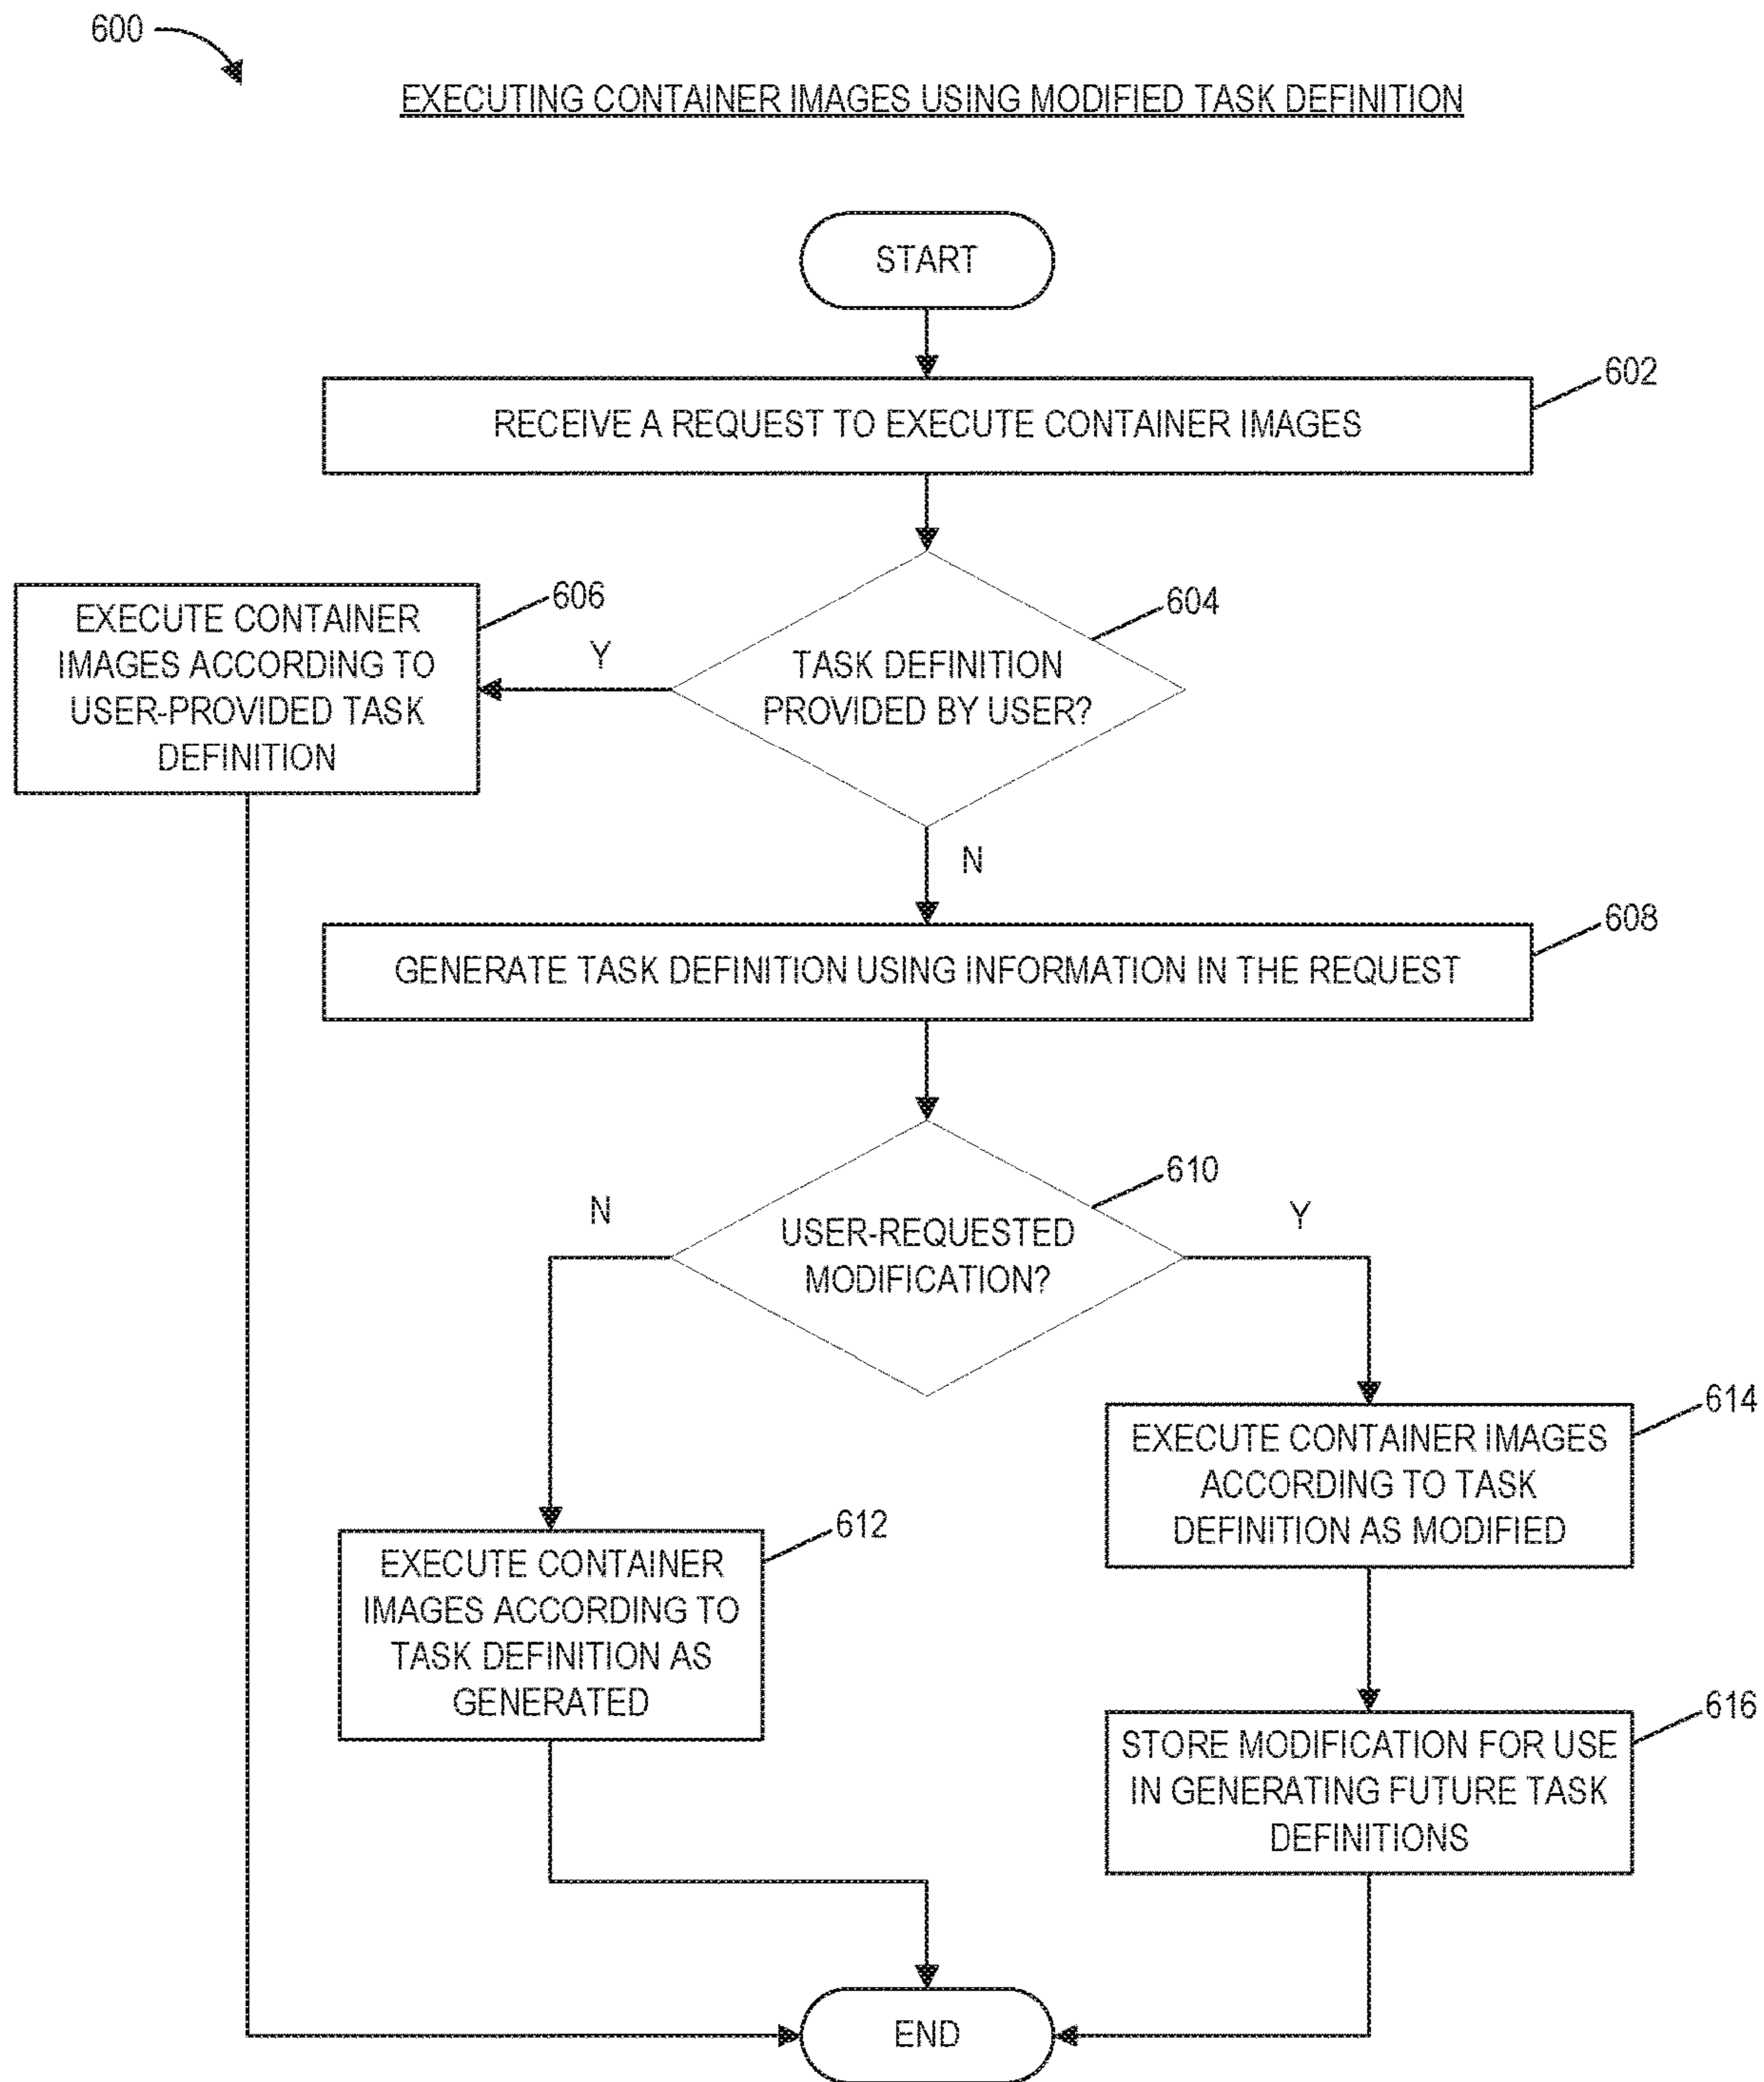 600
EXECUTING CONTAINER IMAGES USING MODIFIED TASK DEFINITION
START
602
RECEIVE A REQUEST TO EXECUTE CONTAINER IMAGES
604
TASK DEFINITION
PROVIDED BY USER?
Y
606
EXECUTE CONTAINER
IMAGES ACCORDING TO
USER-PROVIDED TASK
DEFINITION
N
608
GENERATE TASK DEFINITION USING INFORMATION IN THE REQUEST
610
USER-REQUESTED
MODIFICATION?
N
Y
612
EXECUTE CONTAINER
IMAGES ACCORDING TO
TASK DEFINITION AS
GENERATED
614
EXECUTE CONTAINER IMAGES
ACCORDING TO TASK
DEFINITION AS MODIFIED
616
STORE MODIFICATION FOR USE
IN GENERATING FUTURE TASK
DEFINITIONS
END